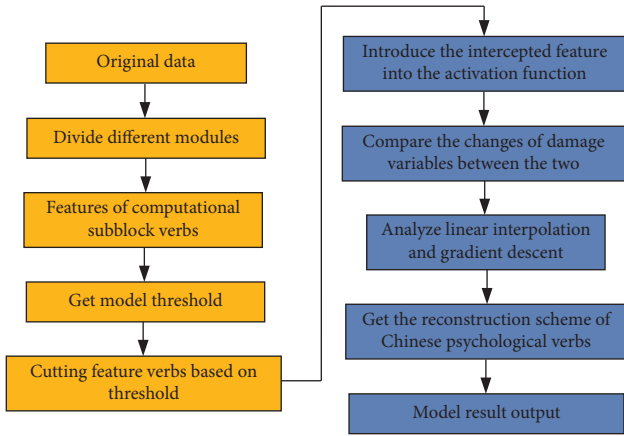 Original data
Divide different modules
Features of computational
subblock verbs
Get model threshold
Cutting feature verbs based on
threshold
Introduce the intercepted feature
into the activation function
Compare the changes of damage
variables between the two
Analyze linear interpolation
and gradient descent
Get the reconstruction scheme of
Chinese psychological verbs
Model result output